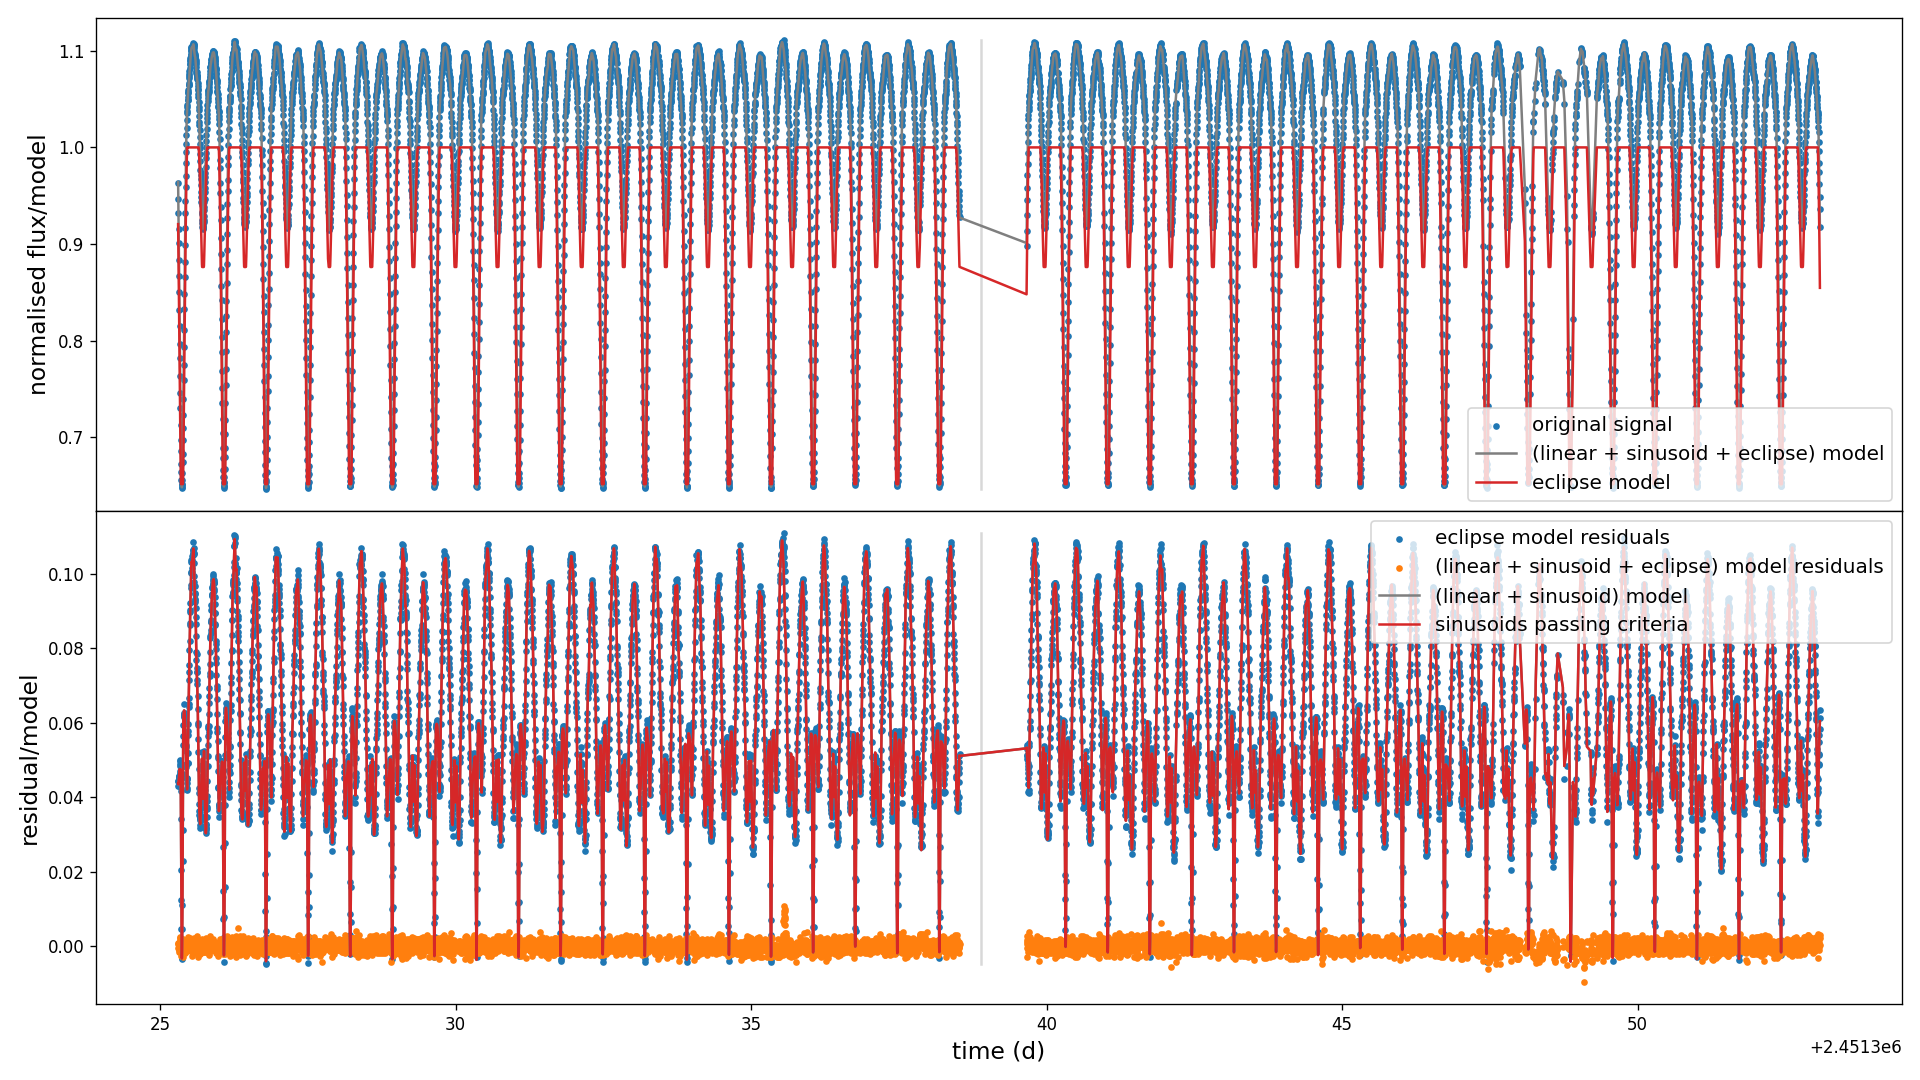 1.1
1.0
0.9
0.8
0.7
normalised flux/model
original signal
(linear + sinusoid + eclipse) model
eclipse model
0.10
0.08
0.06
0.04
0.02
0.00
residual/model
eclipse model residuals
(linear + sinusoid + eclipse) model residuals
(linear + sinusoid) model
sinusoids passing criteria
25
30
35
40
45
50
time (d)
+2.4513e6